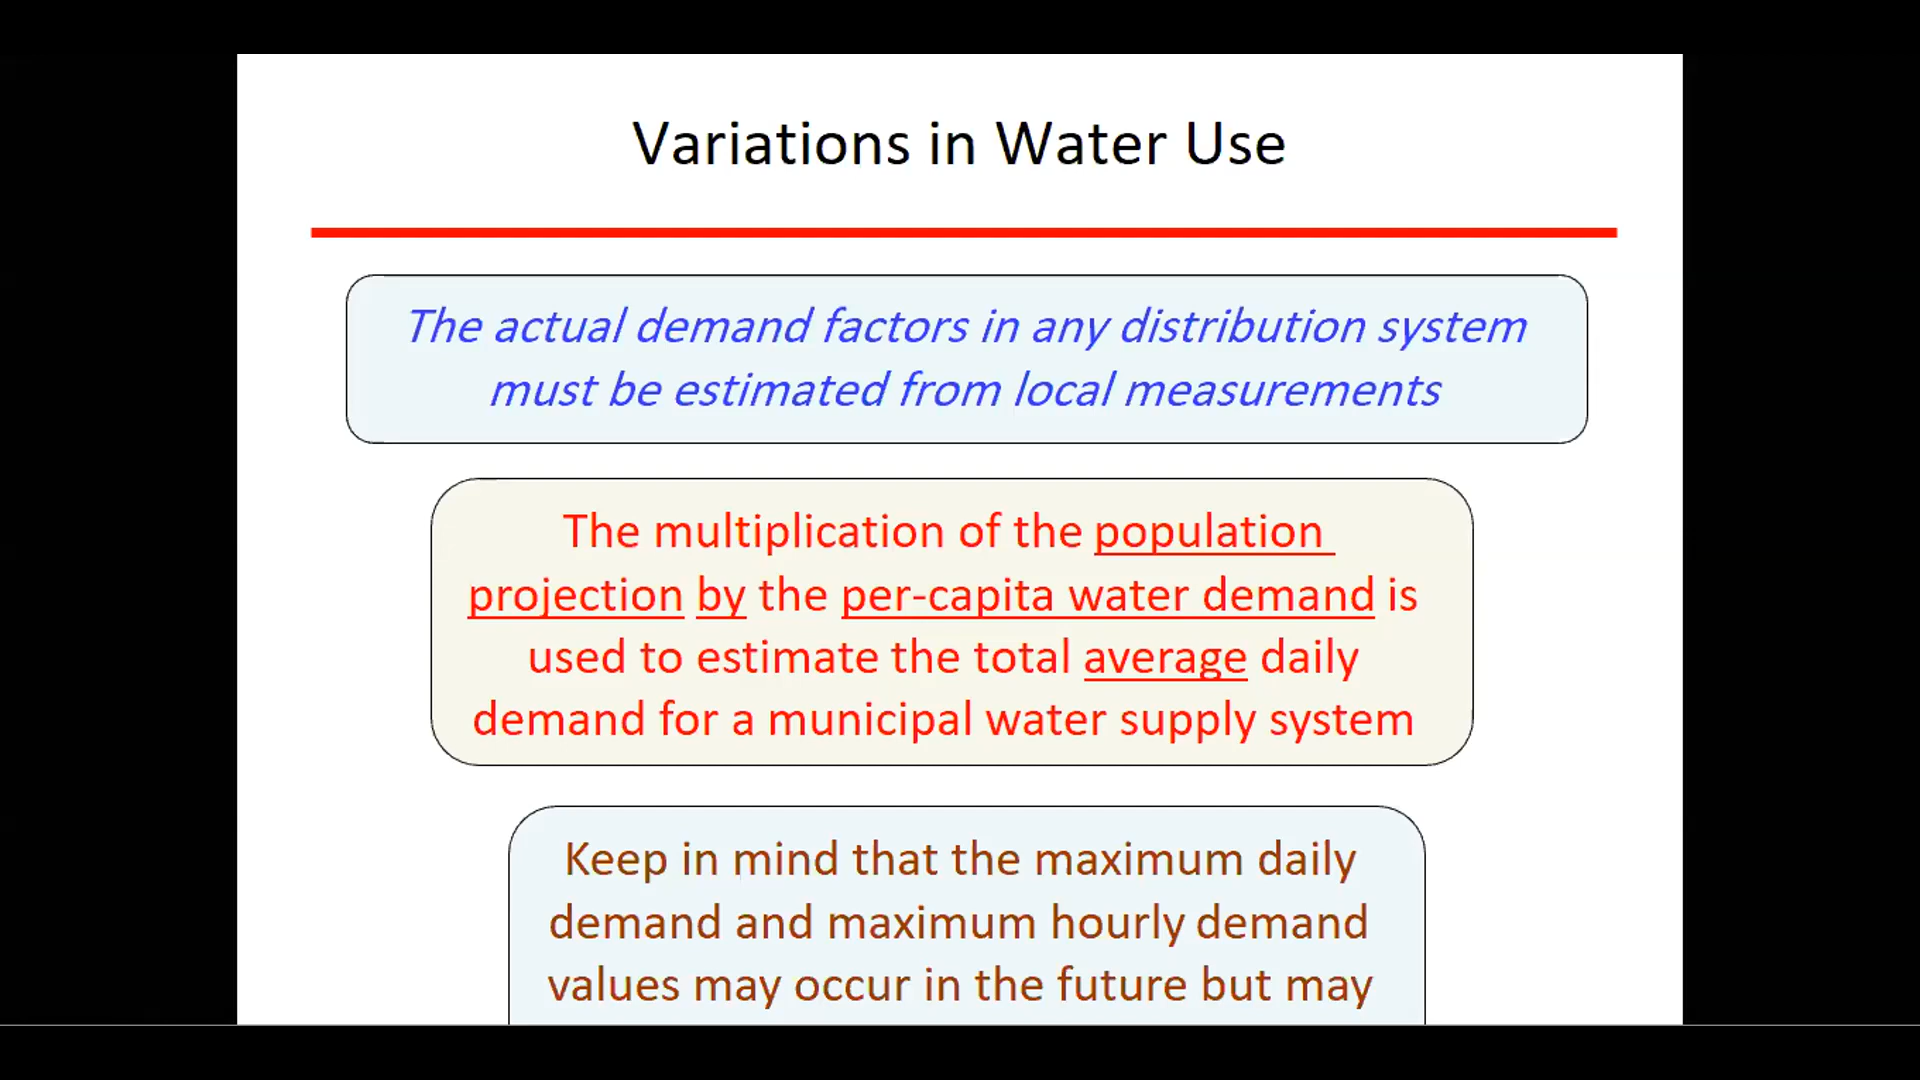 Variations in Water Use
The actual demand factors in any distribution system
must be estimated from local measurements
The multiplication of the population
projection by the per-capita water demand is
used to estimate the total average daily
demand for a municipal water supply system
Keep in mind that the maximum daily
demand and maximum hourly demand
values may occur in the future but may